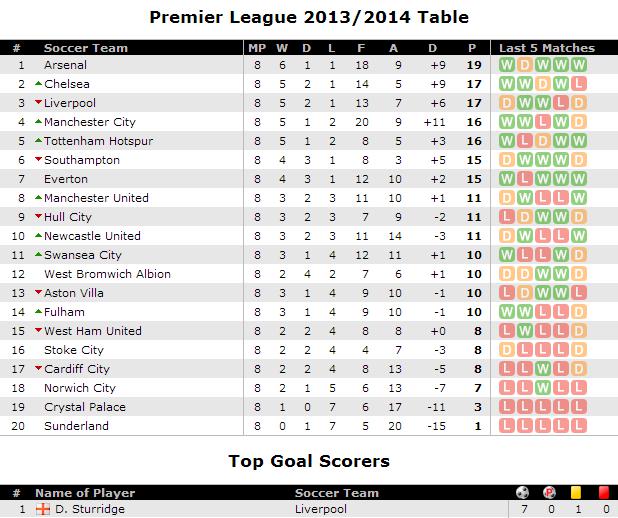 Premier League 2013/2014 Table
# Soccer Team MP W D L F A D P Last 5 Matches
1 Arsenal 8 6 1 1 18 9 +9 19 W D W W W
2 Chelsea 8 5 2 1 14 5 +9 17 W W D W L
3 Liverpool 8 5 2 1 13 7 +6 17 D W W L D
4 Manchester City 8 5 1 2 20 9 +11 16 W W L W D
5 Tottenham Hotspur 8 5 1 2 8 5 +3 16 W L D W W
6 Southampton 8 4 3 1 8 3 +5 15 D W W W D
7 Everton 8 4 3 1 12 10 +2 15 W L W W W
8 Manchester United 8 3 2 3 11 10 +1 11 D W L L W
9 Hull City 8 3 2 3 7 9 -2 11 L D W W D
10 Newcastle United 8 3 2 3 11 14 -3 11 D W L L W
11 Swansea City 8 3 1 4 12 11 +1 10 W L L W D
12 West Bromwich Albion 8 2 4 2 7 6 +1 10 D D W W D
13 Aston Villa 8 3 1 4 9 10 -1 10 L D W W L
14 Fulham 8 3 1 4 9 10 -1 10 W W L L D
15 West Ham United 8 2 2 4 8 8 +0 8 L W L L L
16 Stoke City 8 2 2 4 4 7 -3 8 D L L L D
17 Cardiff City 8 2 2 4 8 13 -5 8 L L W L D
18 Norwich City 8 2 1 5 6 13 -7 7 L L W L L
19 Crystal Palace 8 1 0 7 6 17 -11 3 L L L L L
20 Sunderland 8 0 1 7 5 20 -15 1 L L L L L
Top Goal Scorers
# Name of Player Soccer Team P
1 D. Sturridge Liverpool 7 0 1 0